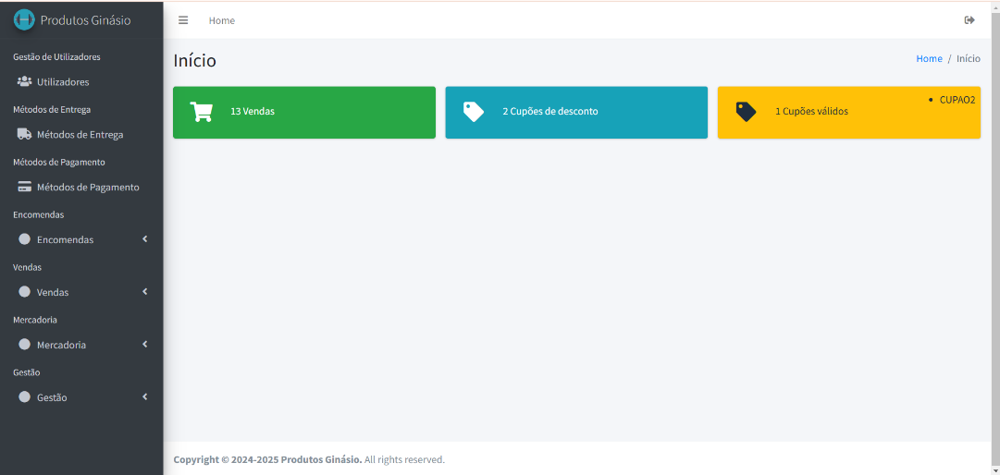 Produtos Ginásio
Home
Gestão de Utilizadores
Utilizadores
Métodos de Entrega
Métodos de Entrega
Métodos de Pagamento
Métodos de Pagamento
Encomendas
Encomendas
Vendas
Vendas
Mercadoria
Mercadoria
Gestão
Gestão
Início
Home / Início
13 Vendas
2 Cupões de desconto
1 Cupões válidos
• CUPAO2
Copyright © 2024-2025 Produtos Ginásio. All rights reserved.